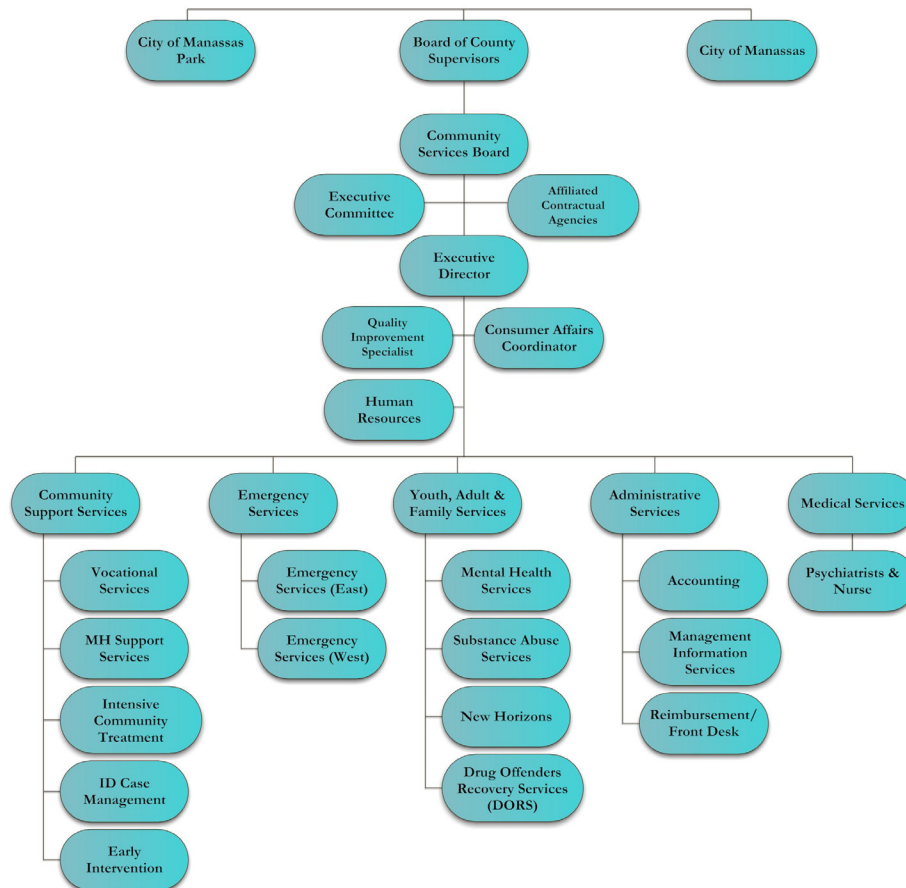 City of Manassas
Park
Board of County
Supervisors
City of Manassas
Community
Services Board
Executive
Committee
Affiliated
Contractual
Agencies
Executive
Director
Quality
Improvement
Specialist
Consumer Affairs
Coordinator
Human
Resources
Community
Support Services
Vocational
Services
MH Support
Services
Intensive
Community
Treatment
ID Case
Management
Early
Intervention
Emergency
Services
Emergency
Services (East)
Emergency
Services (West)
Youth, Adult &
Family Services
Mental Health
Services
Substance Abuse
Services
New Horizons
Drug Offenders
Recovery Services
(DORS)
Administrative
Services
Accounting
Management
Information
Services
Reimbursement/
Front Desk
Medical Services
Psychiatrists &
Nurse